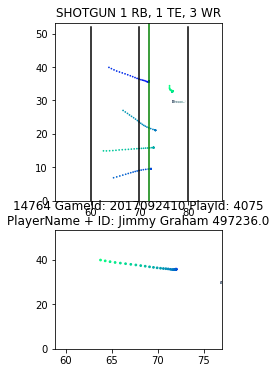 SHOTGUN 1 RB, 1 TE, 3 WR
50
40
30
20
10
0
60 70 80
14764 GameId: 2017092410 PlayId: 4075
PlayerName + ID: Jimmy Graham 497236.0
40
20
0
60 65 70 75